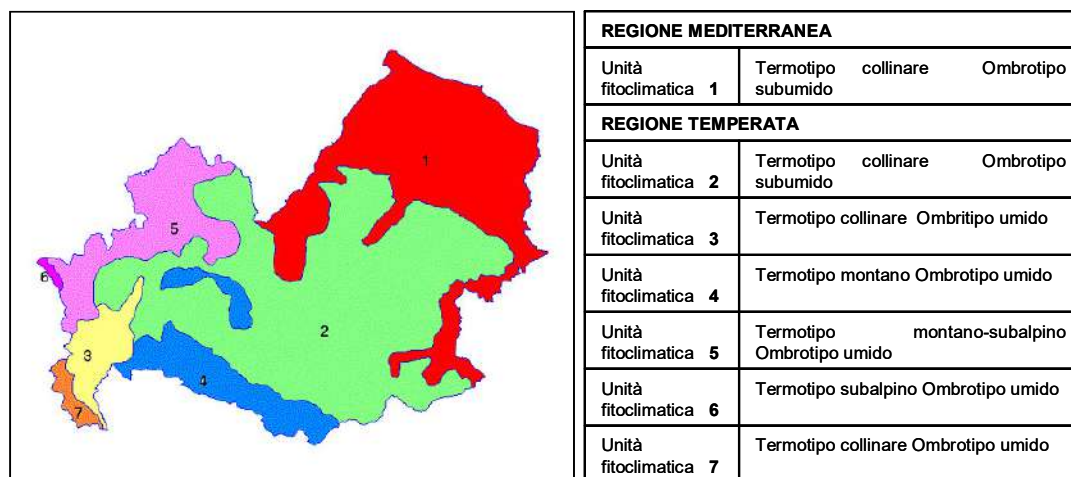 1
5
6
2
3
4
7
REGIONE MEDITERRANEA
Unità
fitoclimatica 1
Termotipo collinare Ombrotipo
subumido
REGIONE TEMPERATA
Unità
fitoclimatica 2
Termotipo collinare Ombrotipo
subumido
Unità
fitoclimatica 3
Termotipo collinare Ombritipo umido
Unità
fitoclimatica 4
Termotipo montano Ombrotipo umido
Unità
fitoclimatica 5
Termotipo montano-subalpino
Ombrotipo umido
Unità
fitoclimatica 6
Termotipo subalpino Ombrotipo umido
Unità
fitoclimatica 7
Termotipo collinare Ombrotipo umido